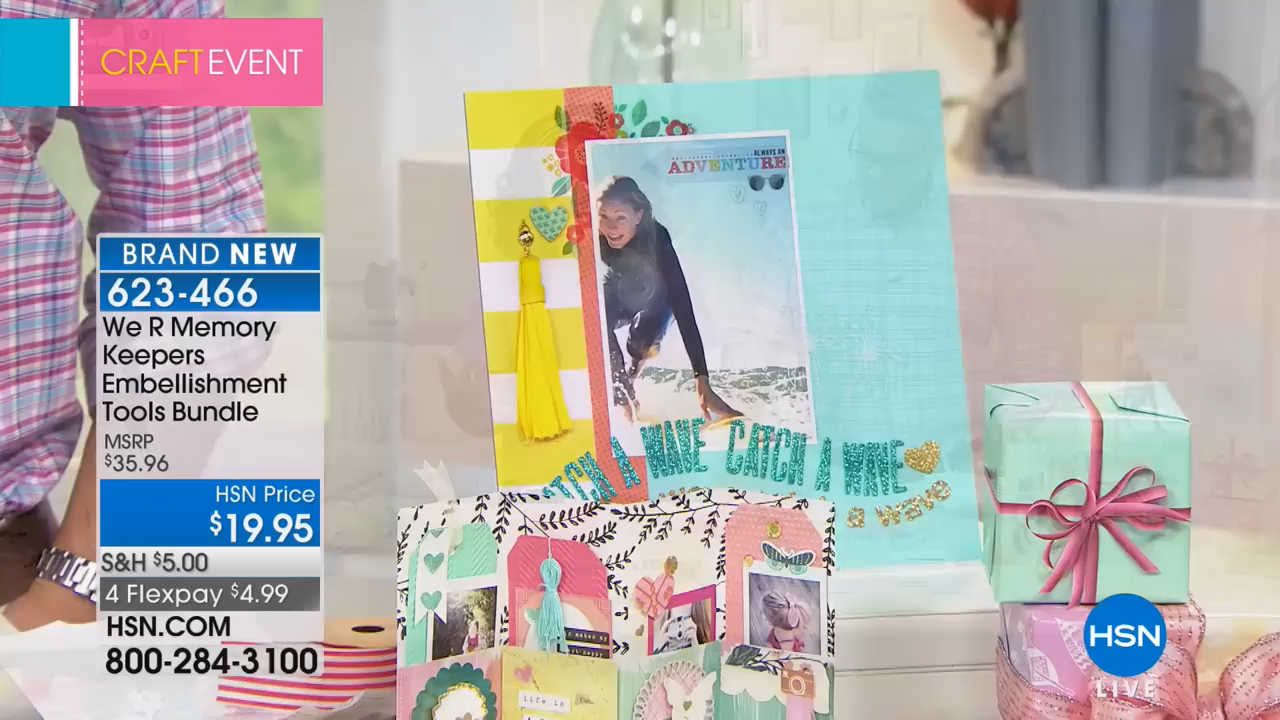 CRAFT EVENT
BRAND NEW
623-466
We R Memory
Keepers
Embellishment
Tools Bundle
MSRP
$35.96
HSN Price
$19.95
S&H $5.00
4 Flexpay $4.99
HSN.COM
800-284-3100
ALWAYS AN
ADVENTURE
A WAVE CATCH A WAVE
a wave
life is
HSN
LIVE